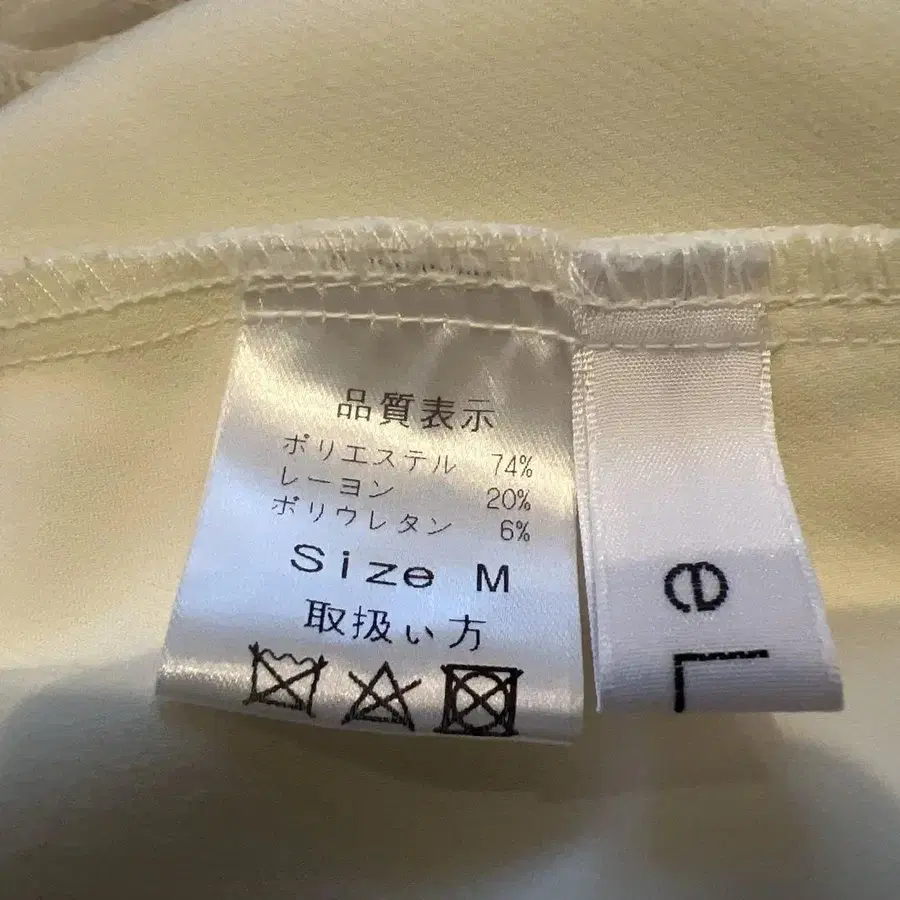 品質表示
ポリエステル 74%
レーヨン 20%
ポリウレタン 6%
Size M
取扱い方